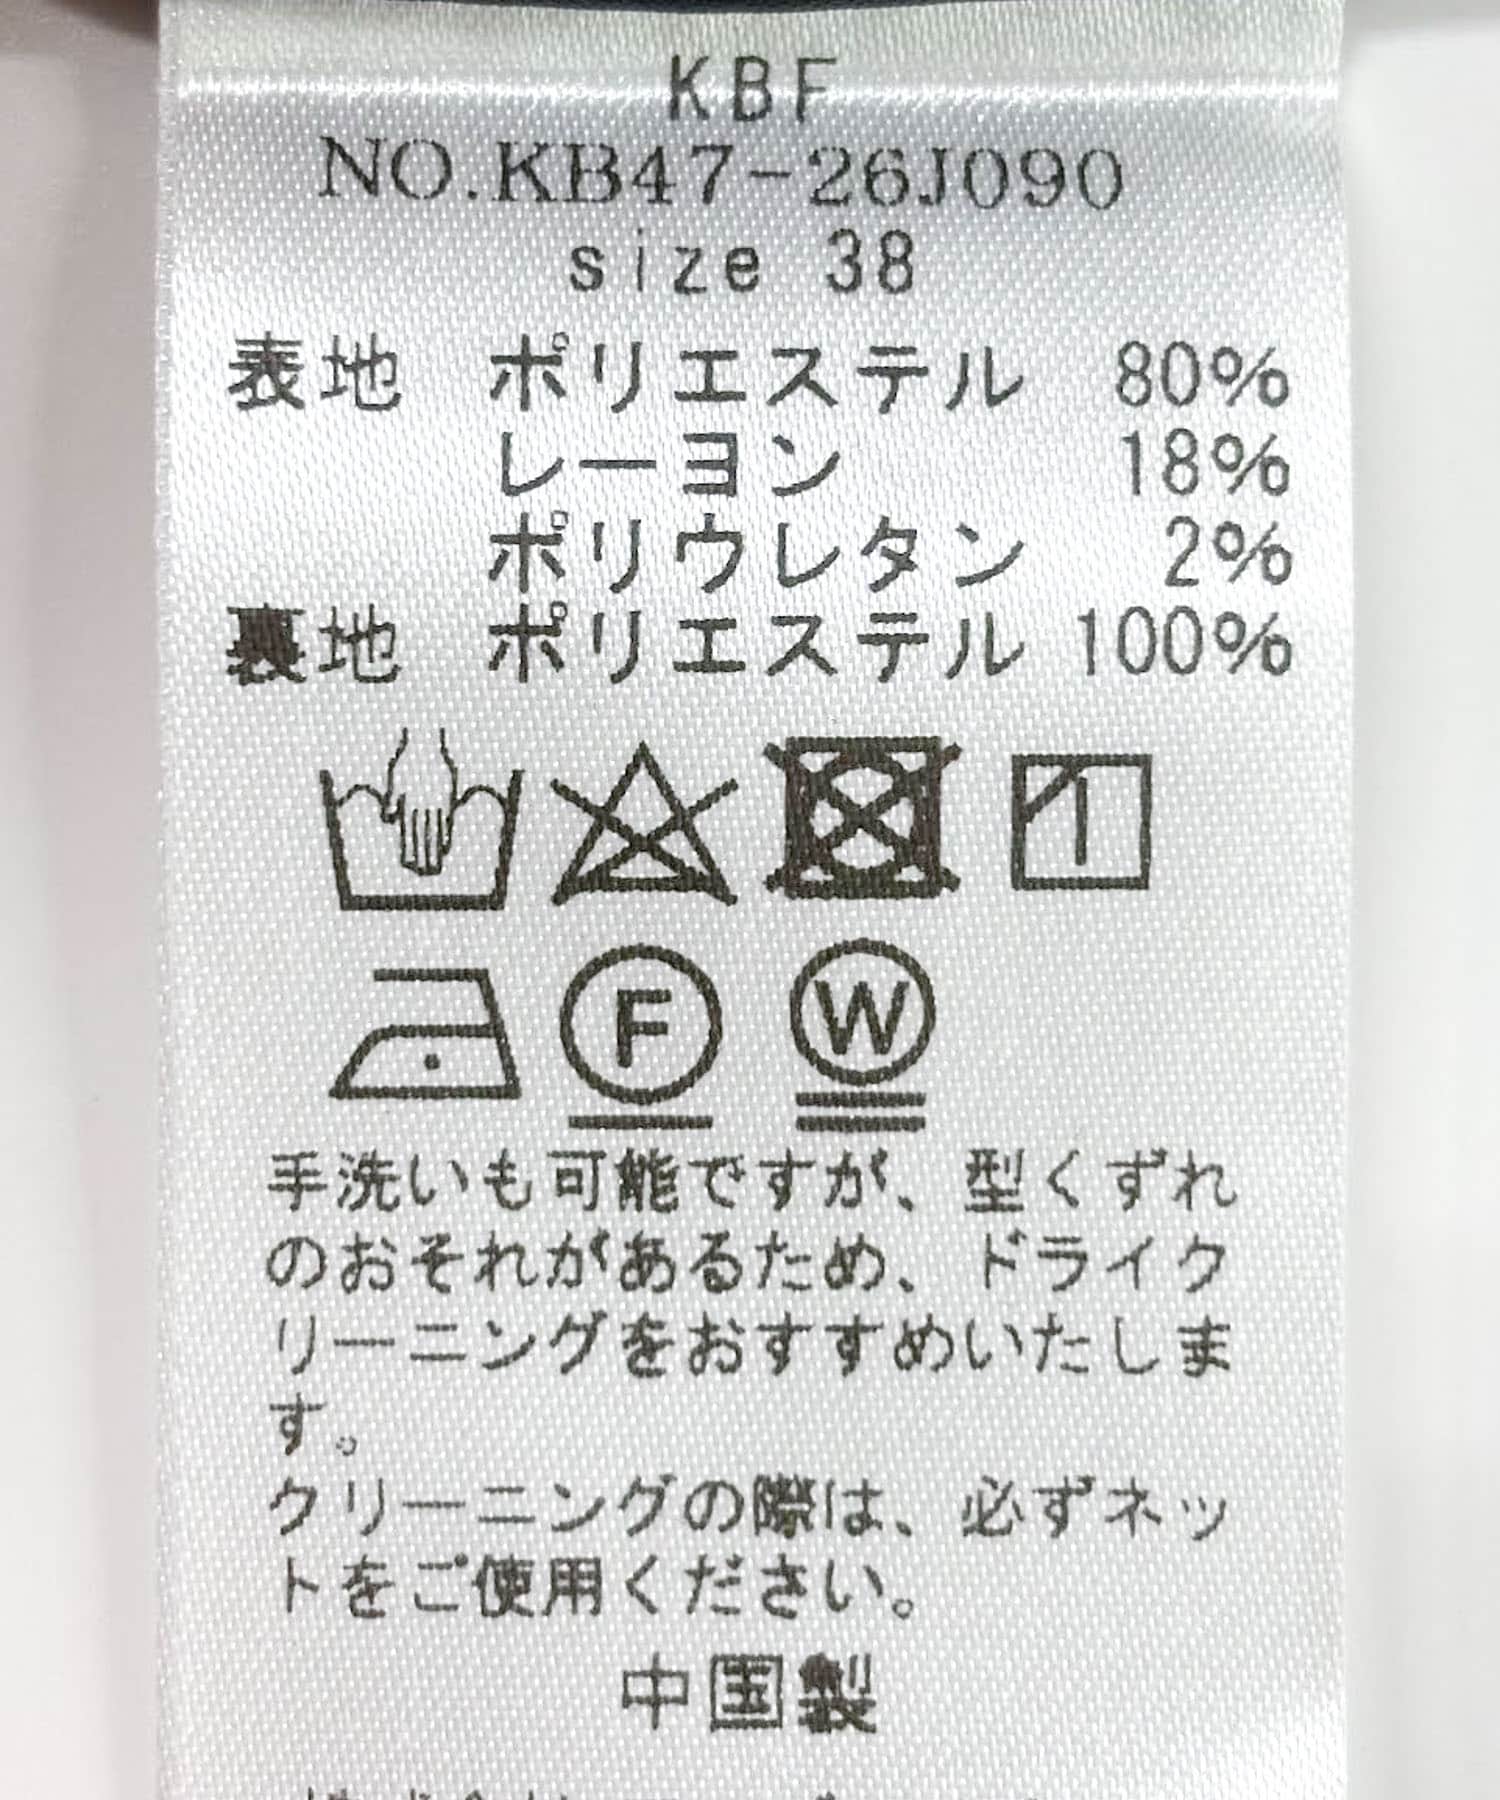 KBF
NO.KB47-26J090
size 38
表地 ポリエステル 80%
レーヨン 18%
ポリウレタン 2%
裏地 ポリエステル 100%
F W
手洗いも可能ですが、型くずれ
のおそれがあるため、ドライク
リーニングをおすすめいたしま
す。
クリーニングの際は、必ずネッ
トをご使用ください。
中国製